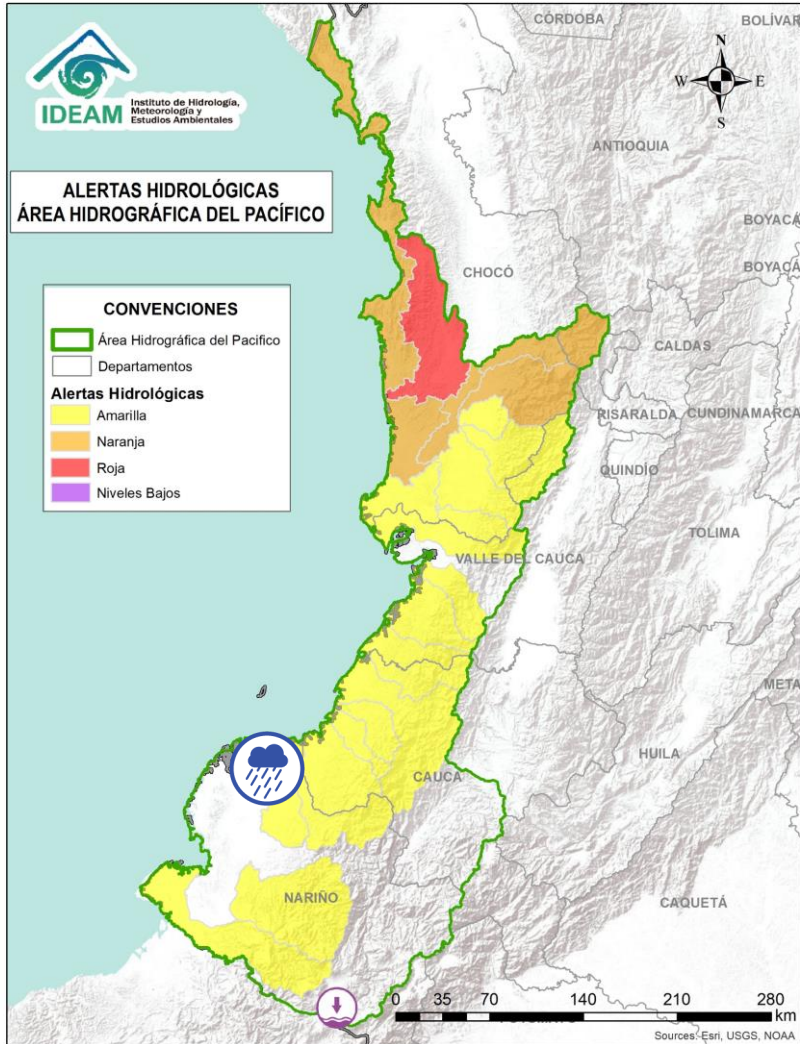 IDEAM
Instituto de Hidrología,
Meteorología y
Estudios Ambientales
ALERTAS HIDROLÓGICAS
ÁREA HIDROGRÁFICA DEL PACÍFICO
CONVENCIONES
Área Hidrográfica del Pacífico
Departamentos
Alertas Hidrológicas
Amarilla
Naranja
Roja
Niveles Bajos
N
W E
S
CÓRDOBA
BOLÍVAR
ANTIOQUIA
BOYACÁ
BOYACÁ
CHOCÓ
CALDAS
RISARALDA
CUNDINAMARCA
QUINDÍO
TOLIMA
VALLE DEL CAUCA
META
HUILA
CAUCA
NARIÑO
CAQUETÁ
0 35 70 140 210 280
km
Sources: Esri, USGS, NOAA